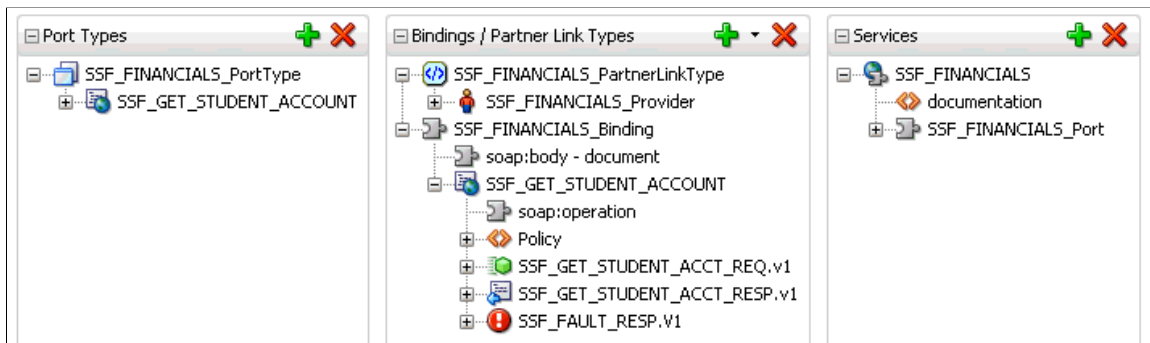 Port Types
SSF_FINANCIALS_PortType
SSF_GET_STUDENT_ACCOUNT
Bindings / Partner Link Types
SSF_FINANCIALS_PartnerLinkType
SSF_FINANCIALS_Provider
SSF_FINANCIALS_Binding
soap:body - document
SSF_GET_STUDENT_ACCOUNT
soap:operation
Policy
SSF_GET_STUDENT_ACCT_REQ.v1
SSF_GET_STUDENT_ACCT_RESP.v1
SSF_FAULT_RESP.V1
Services
SSF_FINANCIALS
documentation
SSF_FINANCIALS_Port